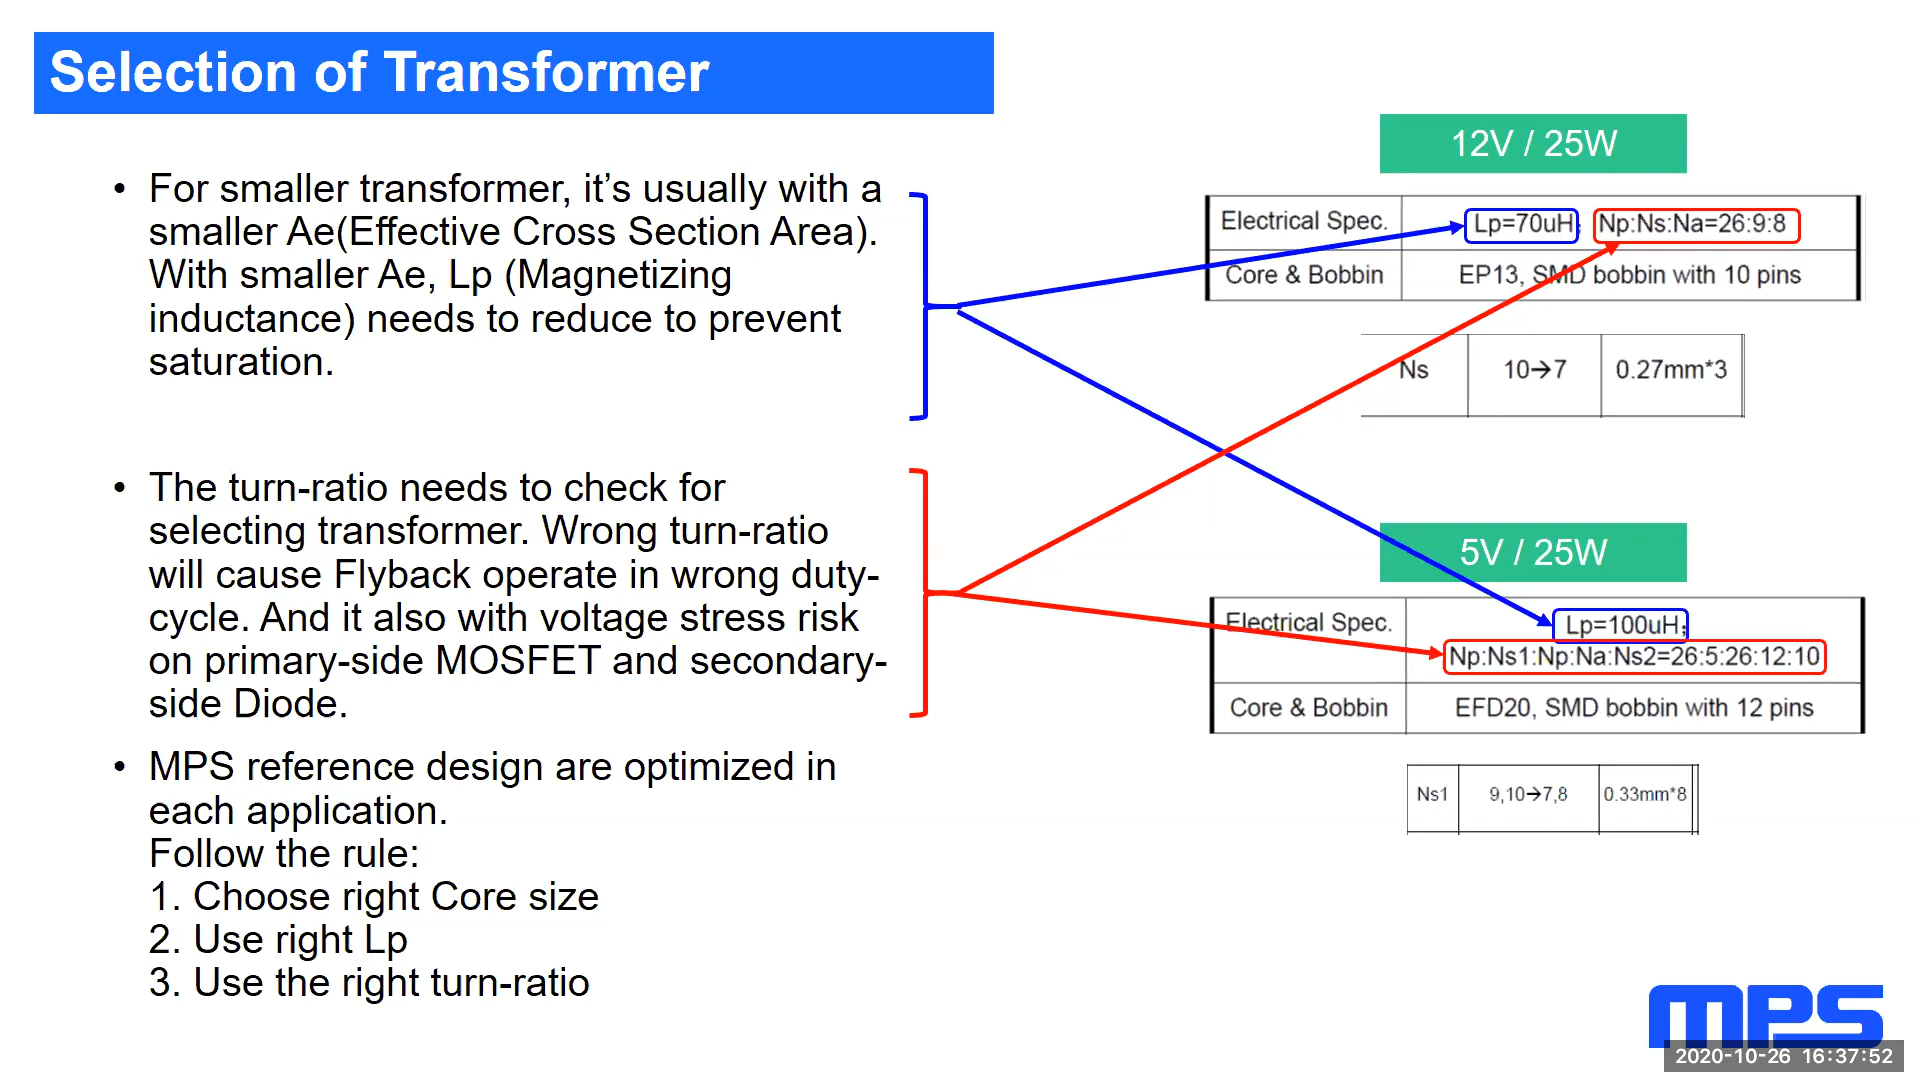 Selection of Transformer
• For smaller transformer, it's usually with a
smaller Ae(Effective Cross Section Area).
With smaller Ae, Lp (Magnetizing
inductance) needs to reduce to prevent
saturation.
• The turn-ratio needs to check for
selecting transformer. Wrong turn-ratio
will cause Flyback operate in wrong duty-
cycle. And it also with voltage stress risk
on primary-side MOSFET and secondary-
side Diode.
• MPS reference design are optimized in
each application.
Follow the rule:
1. Choose right Core size
2. Use right Lp
3. Use the right turn-ratio
12V / 25W
Electrical Spec. Lp=70uH; Np:Ns:Na=26:9:8
Core & Bobbin EP13, SMD bobbin with 10 pins
Ns 10→7 0.27mm*3
5V / 25W
Electrical Spec. Lp=100uH;
Np:Ns1:Np:Na:Ns2=26:5:26:12:10
Core & Bobbin EFD20, SMD bobbin with 12 pins
Ns1 9,10→7,8 0.33mm*8
mPS
2020-10-26 16:37:52